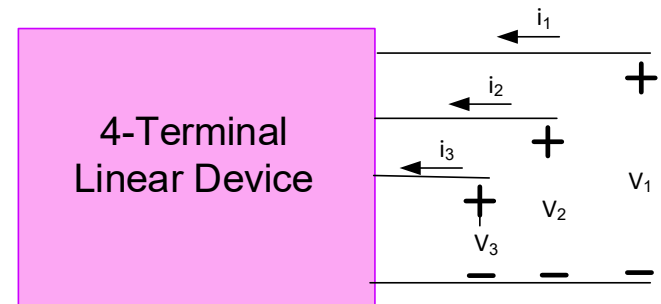 i1
i2
4-Terminal
Linear Device
i3
+
+
+
V1
V2
V3
− − −